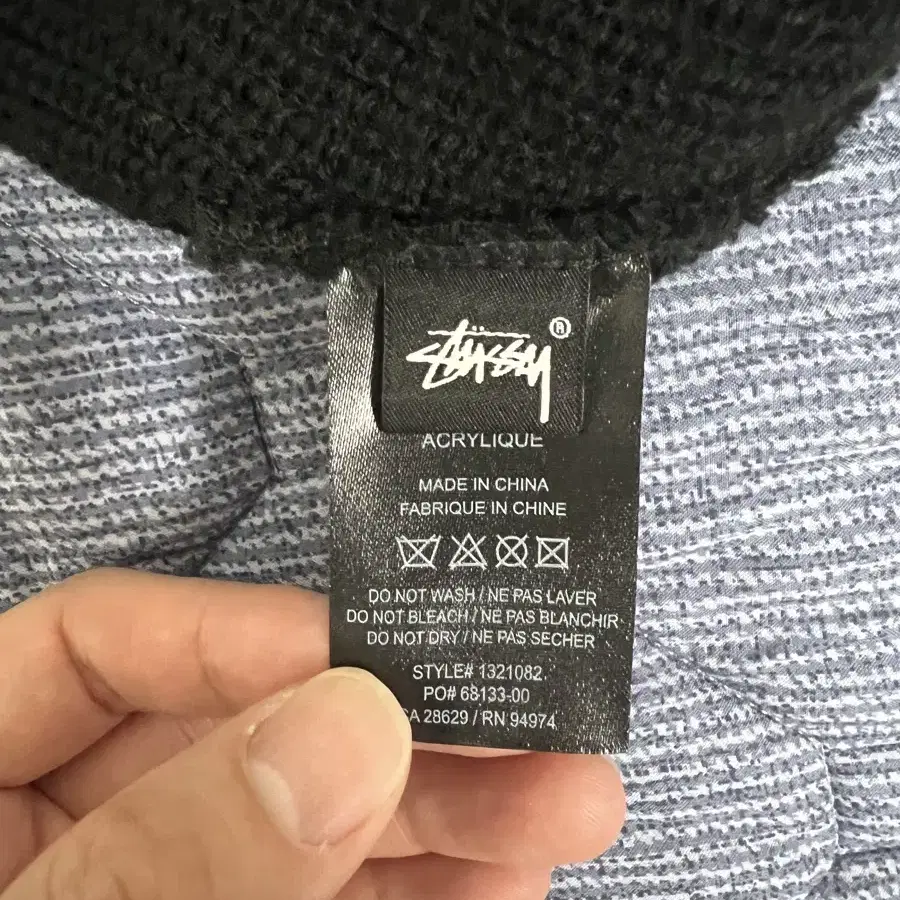 STÜSSY ®
ACRYLIQUE
MADE IN CHINA
FABRIQUE IN CHINE
DO NOT WASH / NE PAS LAVER
DO NOT BLEACH / NE PAS BLANCHIR
DO NOT DRY / NE PAS SECHER
STYLE# 1321082
PO# 68133-00
CA 28629 / RN 94974